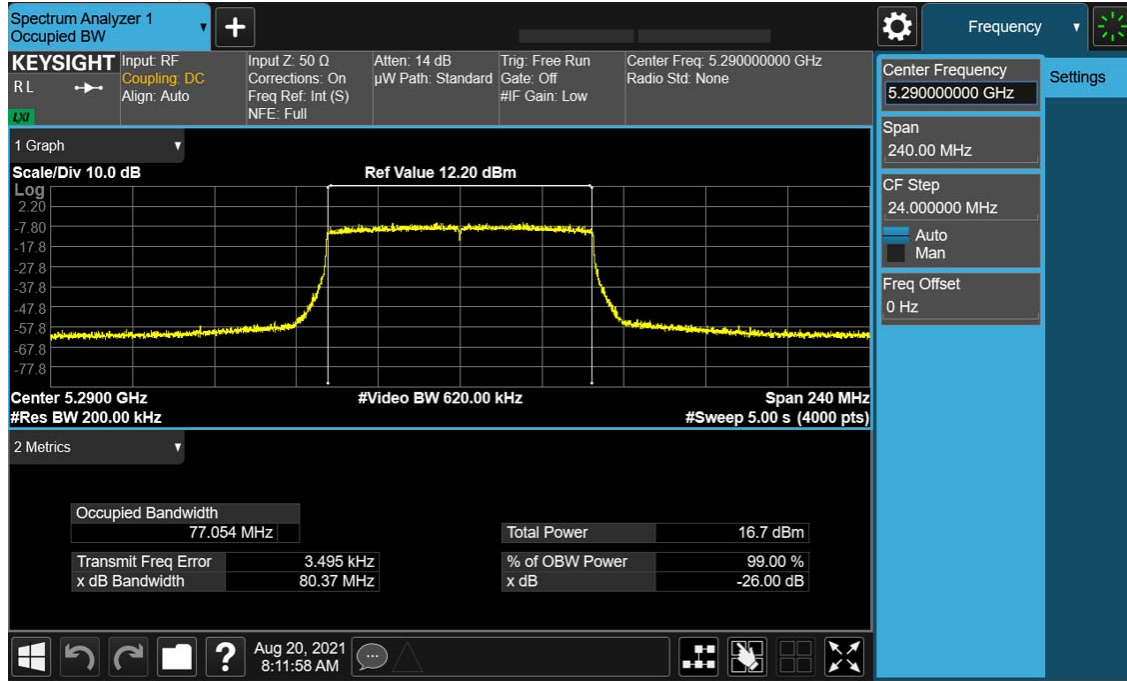 Spectrum Analyzer 1
Occupied BW
+
Frequency
KEYSIGHT
R L
LXI
Input: RF
Coupling: DC
Align: Auto
Input Z: 50 Ω
Corrections: On
Freq Ref: Int (S)
NFE: Full
Atten: 14 dB
µW Path: Standard
Trig: Free Run
Gate: Off
#IF Gain: Low
Center Freq: 5.290000000 GHz
Radio Std: None
Center Frequency
5.290000000 GHz
Settings
Span
240.00 MHz
CF Step
24.000000 MHz
Auto
Man
Freq Offset
0 Hz
1 Graph
Scale/Div 10.0 dB
Ref Value 12.20 dBm
Log
2.20
-7.80
-17.8
-27.8
-37.8
-47.8
-57.8
-67.8
-77.8
Center 5.2900 GHz
#Video BW 620.00 kHz
Span 240 MHz
#Res BW 200.00 kHz
#Sweep 5.00 s (4000 pts)
2 Metrics
Occupied Bandwidth
77.054 MHz
Total Power 16.7 dBm
Transmit Freq Error 3.495 kHz
% of OBW Power 99.00 %
x dB Bandwidth 80.37 MHz
x dB -26.00 dB
?
Aug 20, 2021
8:11:58 AM